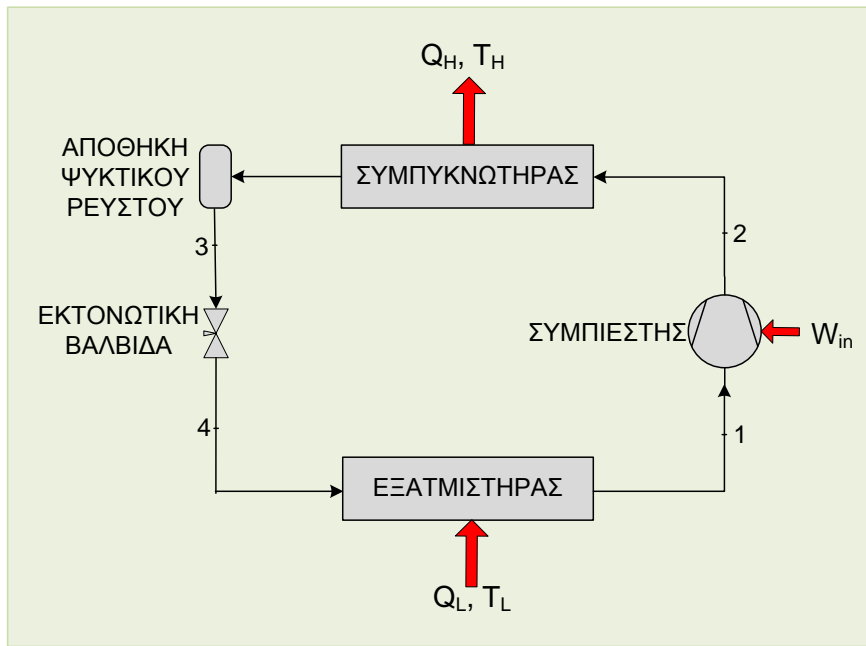 Q_H, T_H
ΑΠΟΘΗΚΗ
ΨΥΚΤΙΚΟΥ
ΡΕΥΣΤΟΥ
ΣΥΜΠΥΚΝΩΤΗΡΑΣ
3
2
ΕΚΤΟΝΩΤΙΚΗ
ΒΑΛΒΙΔΑ
ΣΥΜΠΙΕΣΤΗΣ
W_in
4
1
ΕΞΑΤΜΙΣΤΗΡΑΣ
Q_L, T_L